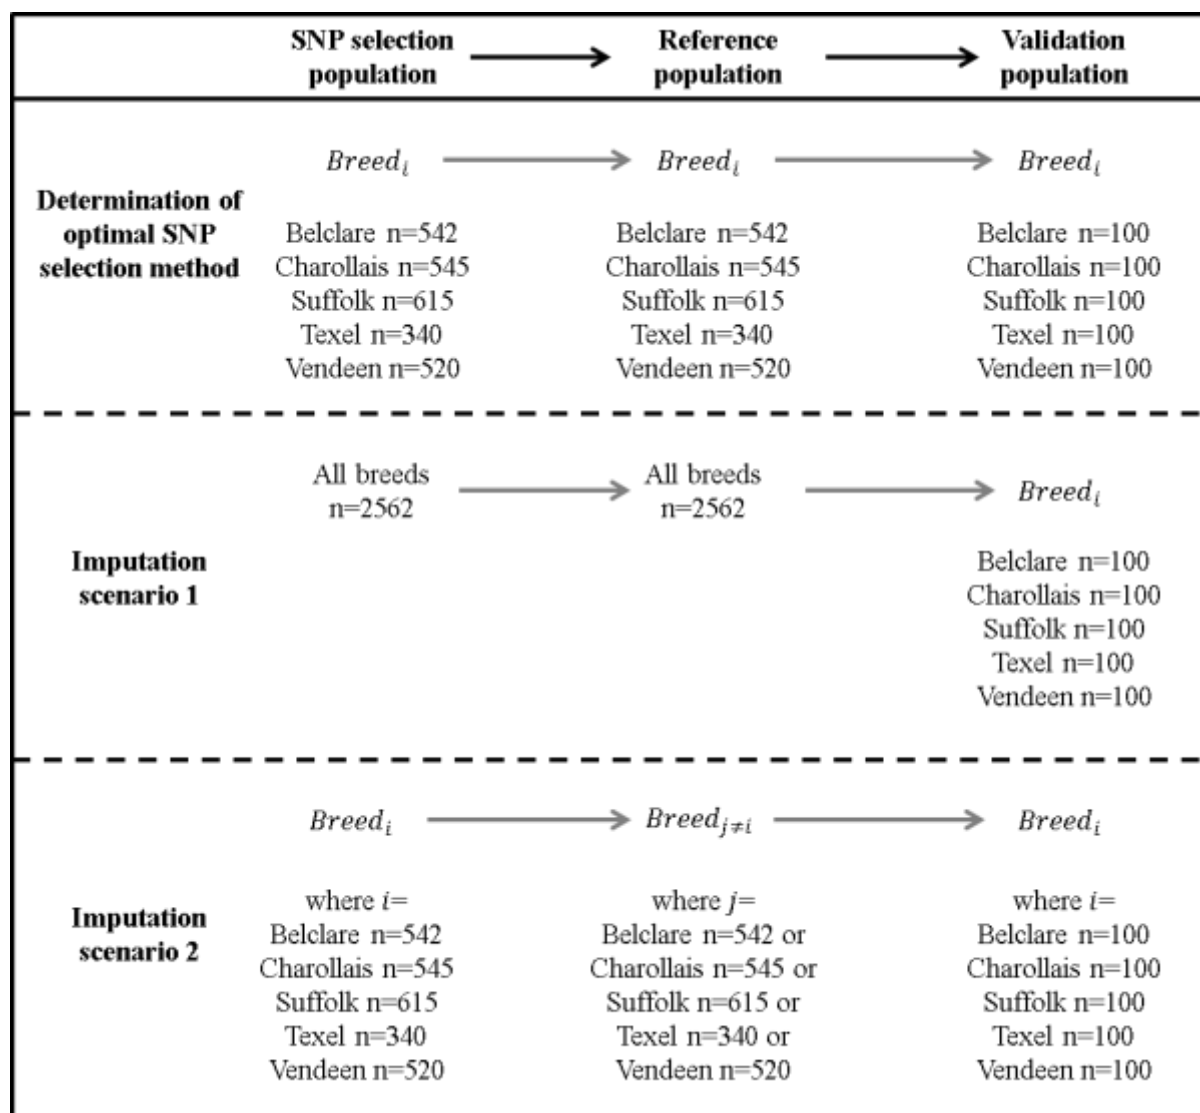 SNP selection population
Reference population
Validation population
Determination of optimal SNP selection method
Breed_i
Breed_i
Breed_i
Belclare n=542
Charollais n=545
Suffolk n=615
Texel n=340
Vendeen n=520
Belclare n=542
Charollais n=545
Suffolk n=615
Texel n=340
Vendeen n=520
Belclare n=100
Charollais n=100
Suffolk n=100
Texel n=100
Vendeen n=100
Imputation scenario 1
All breeds
n=2562
All breeds
n=2562
Breed_i
Belclare n=100
Charollais n=100
Suffolk n=100
Texel n=100
Vendeen n=100
Imputation scenario 2
Breed_i
Breed_{j≠i}
Breed_i
where i=
Belclare n=542
Charollais n=545
Suffolk n=615
Texel n=340
Vendeen n=520
where j=
Belclare n=542 or
Charollais n=545 or
Suffolk n=615 or
Texel n=340 or
Vendeen n=520
where i=
Belclare n=100
Charollais n=100
Suffolk n=100
Texel n=100
Vendeen n=100